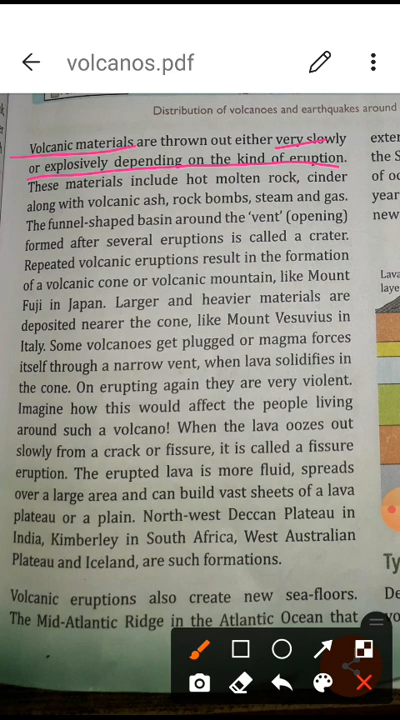 volcanos.pdf
Distribution of volcanoes and earthquakes around
Volcanic materials are thrown out either very slowly
or explosively depending on the kind of eruption.
These materials include hot molten rock, cinder
along with volcanic ash, rock bombs, steam and gas.
The funnel-shaped basin around the 'vent' (opening)
formed after several eruptions is called a crater.
Repeated volcanic eruptions result in the formation
of a volcanic cone or volcanic mountain, like Mount
Fuji in Japan. Larger and heavier materials are
deposited nearer the cone, like Mount Vesuvius in
Italy. Some volcanoes get plugged or magma forces
itself through a narrow vent, when lava solidifies in
the cone. On erupting again they are very violent.
Imagine how this would affect the people living
around such a volcano! When the lava oozes out
slowly from a crack or fissure, it is called a fissure
eruption. The erupted lava is more fluid, spreads
over a large area and can build vast sheets of a lava
plateau or a plain. North-west Deccan Plateau in
India, Kimberley in South Africa, West Australian
Plateau and Iceland, are such formations.
Volcanic eruptions also create new sea-floors.
The Mid-Atlantic Ridge in the Atlantic Ocean that
the S
of oc
year
new
Lava
laye
Ty
De